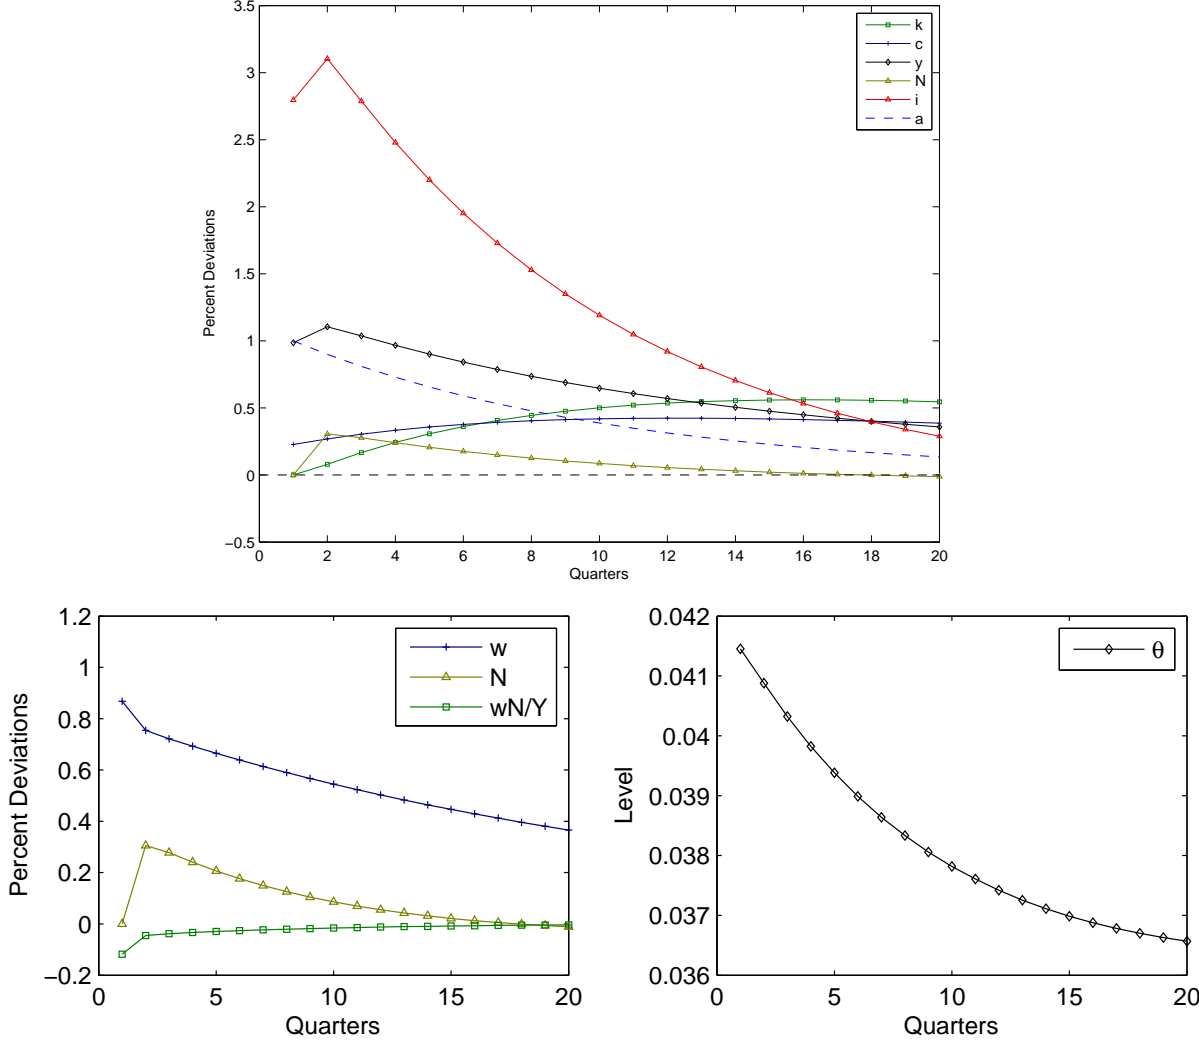 3.5
3
2.5
2
1.5
1
0.5
0
−0.5
Percent Deviations
k
c
y
N
i
a
0 2 4 6 8 10 12 14 16 18 20
Quarters
1.2
1
0.8
0.6
0.4
0.2
0
−0.2
Percent Deviations
w
N
wN/Y
0 5 10 15 20
Quarters
0.042
0.041
0.04
0.039
0.038
0.037
0.036
Level
θ
0 5 10 15 20
Quarters